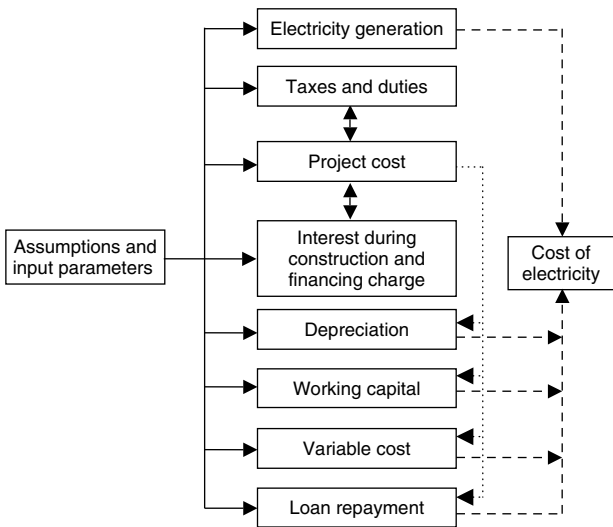 Electricity generation
Taxes and duties
Project cost
Assumptions and
input parameters
Interest during
construction and
financing charge
Cost of
electricity
Depreciation
Working capital
Variable cost
Loan repayment